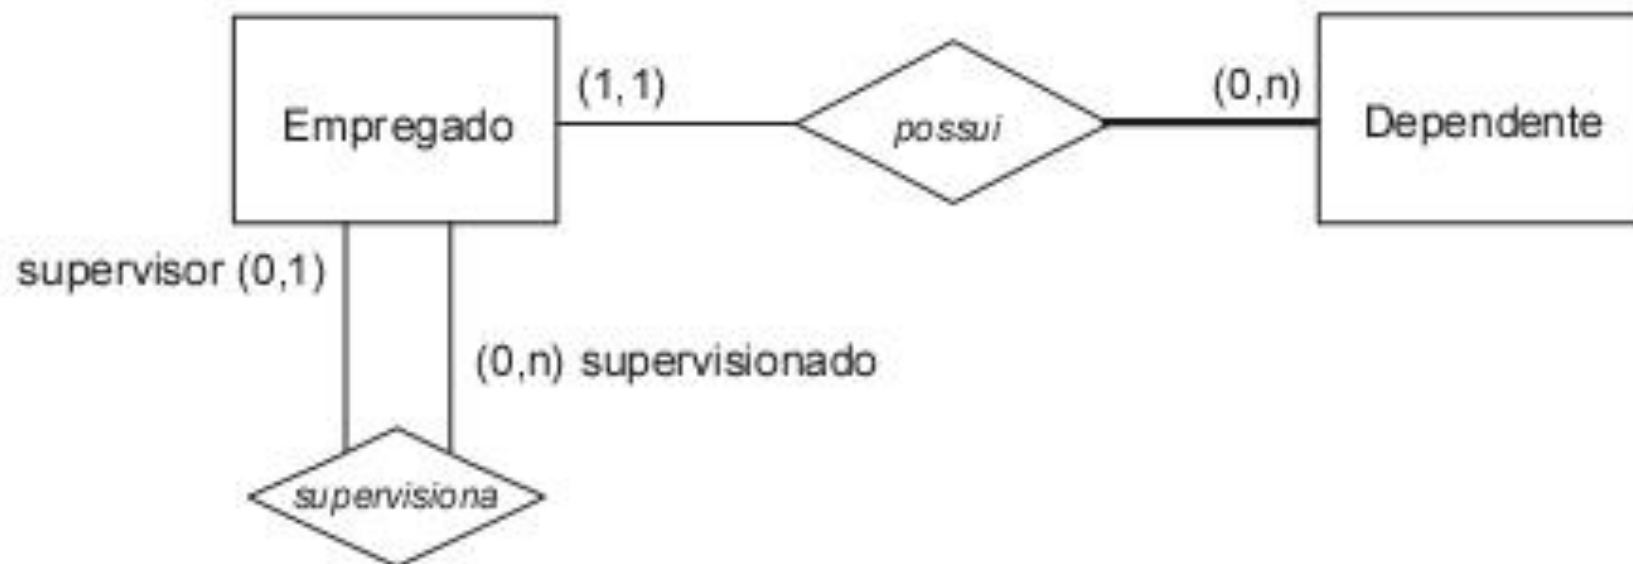 Empregado
(1,1)
possui
(0,n)
Dependente
supervisor (0,1)
(0,n) supervisionado
supervisiona